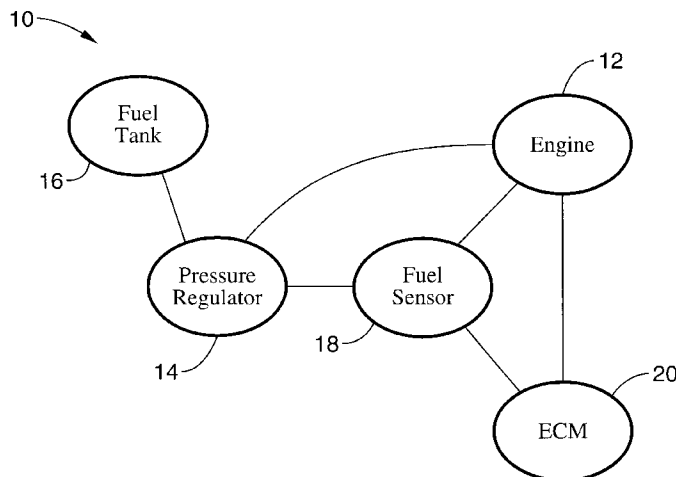 10
12
Fuel
Tank
Engine
16
Pressure
Regulator
Fuel
Sensor
14
18
20
ECM